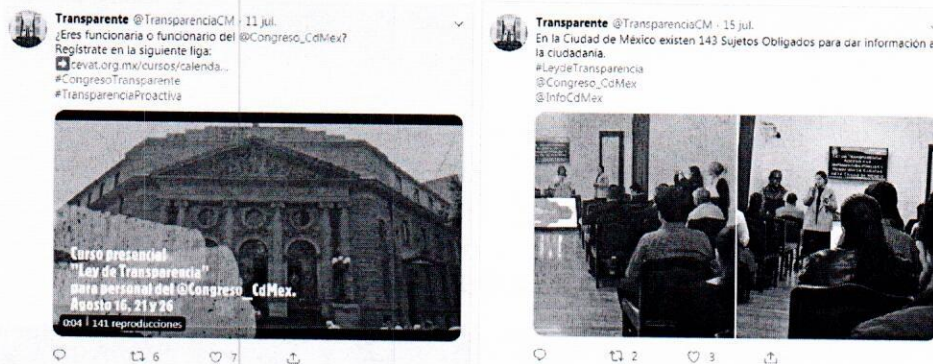 Transparente @TransparenciaCM · 11 jul.
¿Eres funcionaria o funcionario del @Congreso_CdMex?
Regístrate en la siguiente liga:
➡cevat.org.mx/cursos/calenda...
#CongresoTransparente
#TransparenciaProactiva
Curso presencial
"Ley de Transparencia"
para personal del @Congreso_CdMex.
Agosto 16, 21 y 26
0:04 | 141 reproducciones
6 7
Transparente @TransparenciaCM · 15 jul.
En la Ciudad de México existen 143 Sujetos Obligados para dar información a
la ciudadanía.
#LeydeTransparencia
@Congreso_CdMex
@InfoCdMex
2 3